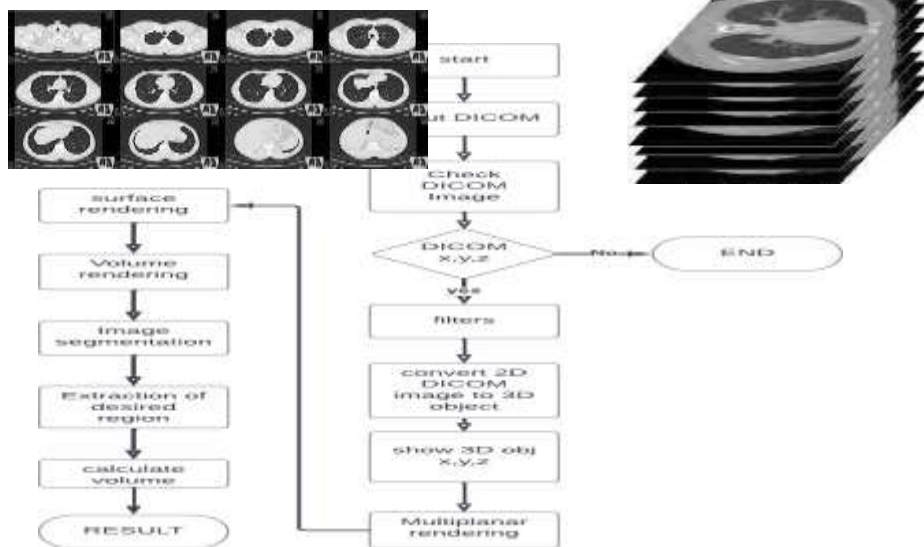 start
DICOM
Check
DICOM
Image
DICOM
x,y,z
No
END
yes
filters
convert 2D
DICOM
image to 3D
object
show 3D obj
x,y,z
Multiplanar
rendering
surface
rendering
Volume
rendering
Image
segmentation
Extraction of
desired
region
calculate
volume
RESULT